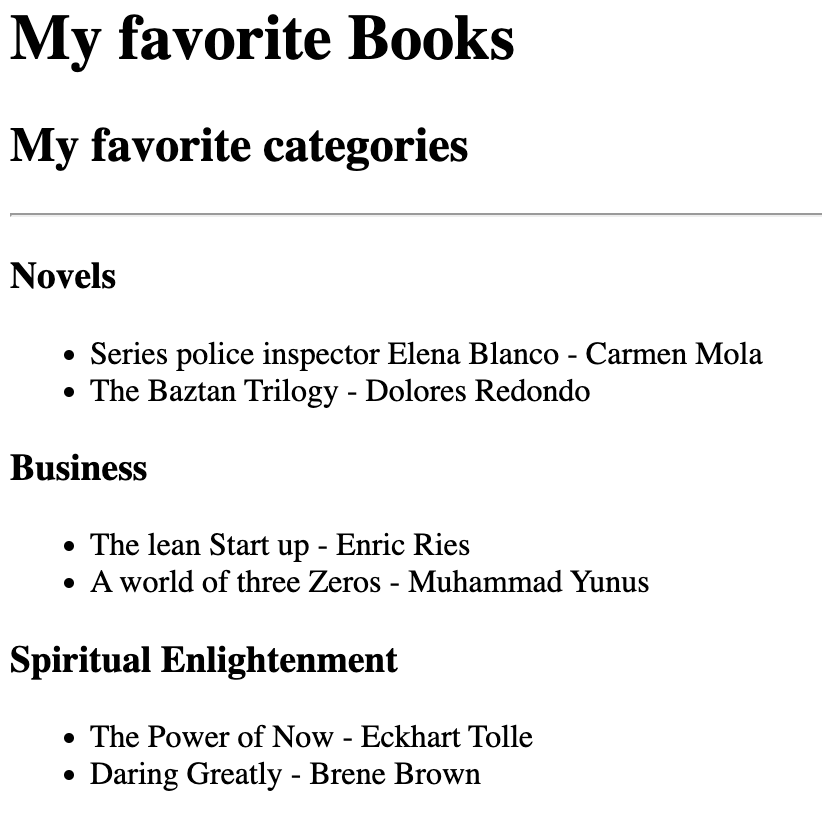 My favorite Books
My favorite categories
Novels
Series police inspector Elena Blanco - Carmen Mola
The Baztan Trilogy - Dolores Redondo
Business
The lean Start up - Enric Ries
A world of three Zeros - Muhammad Yunus
Spiritual Enlightenment
The Power of Now - Eckhart Tolle
Daring Greatly - Brene Brown